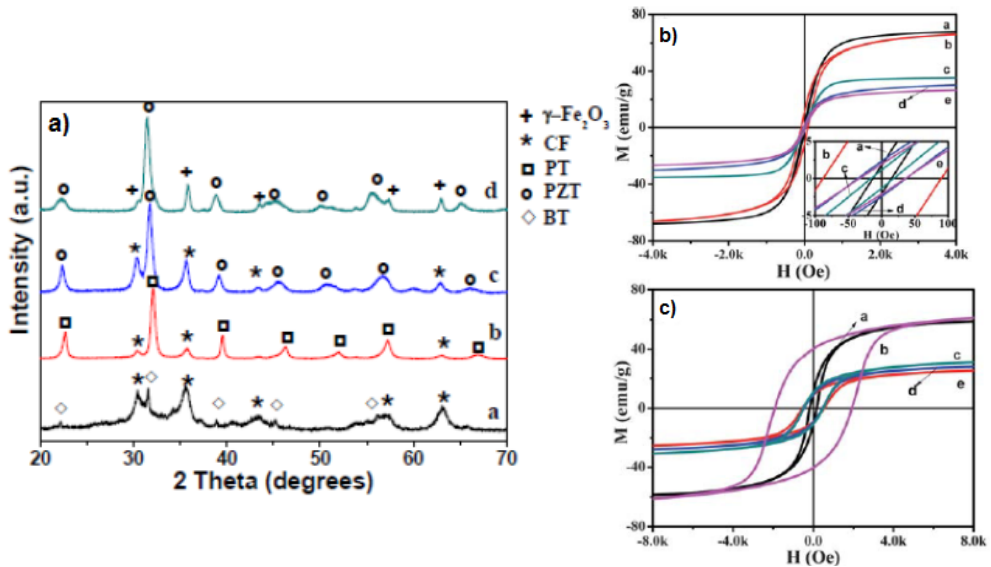 a)
Intensity (a.u.)
d
c
b
a
20 30 40 50 60 70
2 Theta (degrees)
γ–Fe₂O₃
CF
PT
PZT
BT
b)
M (emu/g)
80
40
0
-40
-80
a
b
c
d
e
5
0
-5
b
a
c
e
d
-100 -50 0 50 100
H (Oe)
-4.0k -2.0k 0.0 2.0k 4.0k
H (Oe)
c)
M (emu/g)
80
40
0
-40
-80
a
b
c
d
e
-8.0k -4.0k 0.0 4.0k 8.0k
H (Oe)